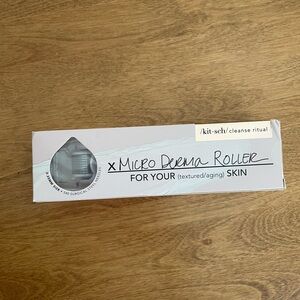 /kit·sch/ cleanse ritual
x MICRO DERMA ROLLER
FOR YOUR (textured/aging) SKIN